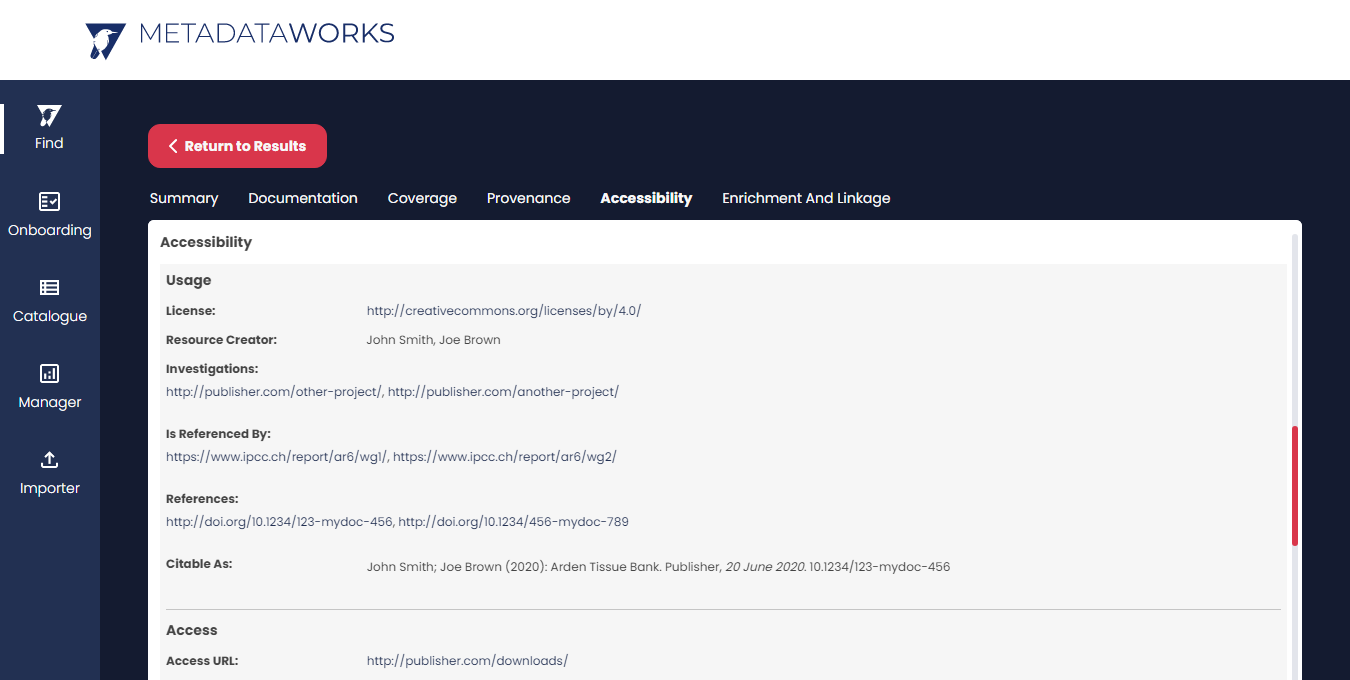 METADATAWORKS
Find
Onboarding
Catalogue
Manager
Importer
Return to Results
Summary Documentation Coverage Provenance Accessibility Enrichment And Linkage
Accessibility
Usage
License: http://creativecommons.org/licenses/by/4.0/
Resource Creator: John Smith, Joe Brown
Investigations:
http://publisher.com/other-project/, http://publisher.com/another-project/
Is Referenced By:
https://www.ipcc.ch/report/ar6/wg1/, https://www.ipcc.ch/report/ar6/wg2/
References:
http://doi.org/10.1234/123-mydoc-456, http://doi.org/10.1234/456-mydoc-789
Citable As: John Smith; Joe Brown (2020): Arden Tissue Bank. Publisher, 20 June 2020. 10.1234/123-mydoc-456
Access
Access URL: http://publisher.com/downloads/